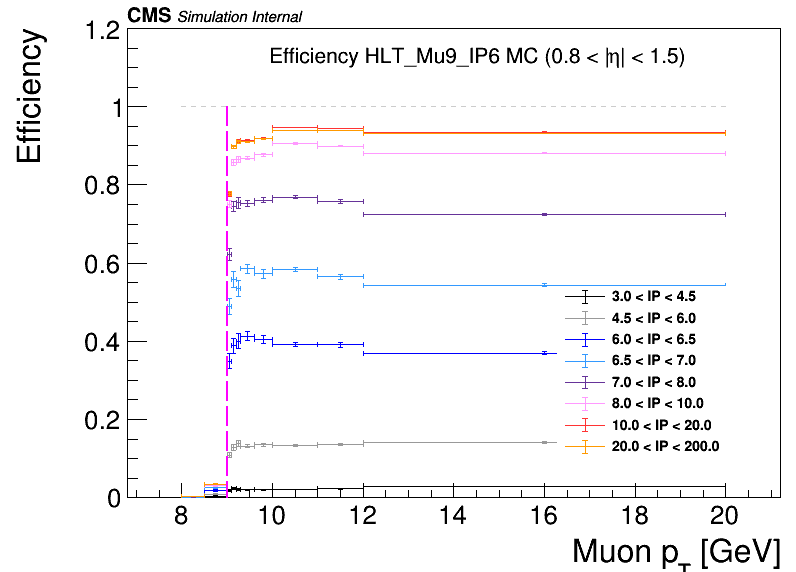 CMS Simulation Internal
Efficiency HLT_Mu9_IP6 MC (0.8 < |η| < 1.5)
Efficiency
1.2
1
0.8
0.6
0.4
0.2
0
3.0 < IP < 4.5
4.5 < IP < 6.0
6.0 < IP < 6.5
6.5 < IP < 7.0
7.0 < IP < 8.0
8.0 < IP < 10.0
10.0 < IP < 20.0
20.0 < IP < 200.0
8 10 12 14 16 18 20
Muon p_T [GeV]